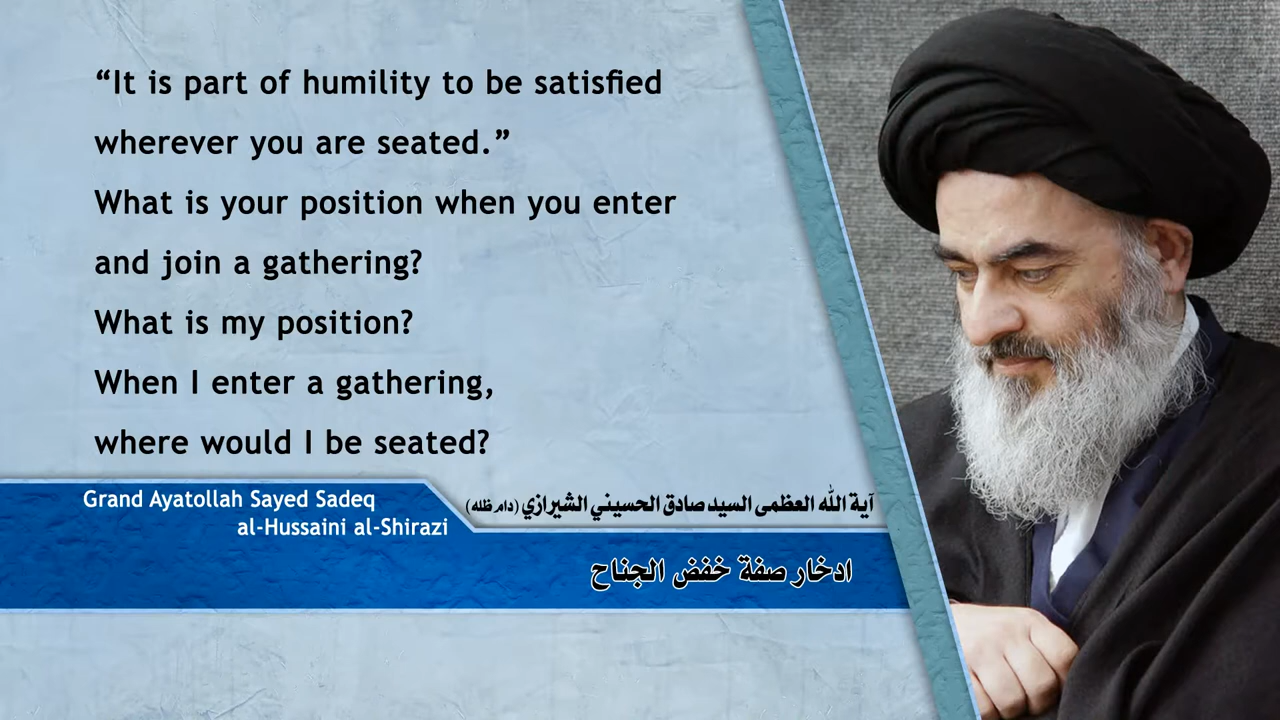 “It is part of humility to be satisfied
wherever you are seated.”
What is your position when you enter
and join a gathering?
What is my position?
When I enter a gathering,
where would I be seated?
Grand Ayatollah Sayed Sadeq
al-Hussaini al-Shirazi
آية الله العظمى السيد صادق الحسيني الشيرازي (دام ظله)
ادخار صفة خفض الجناح